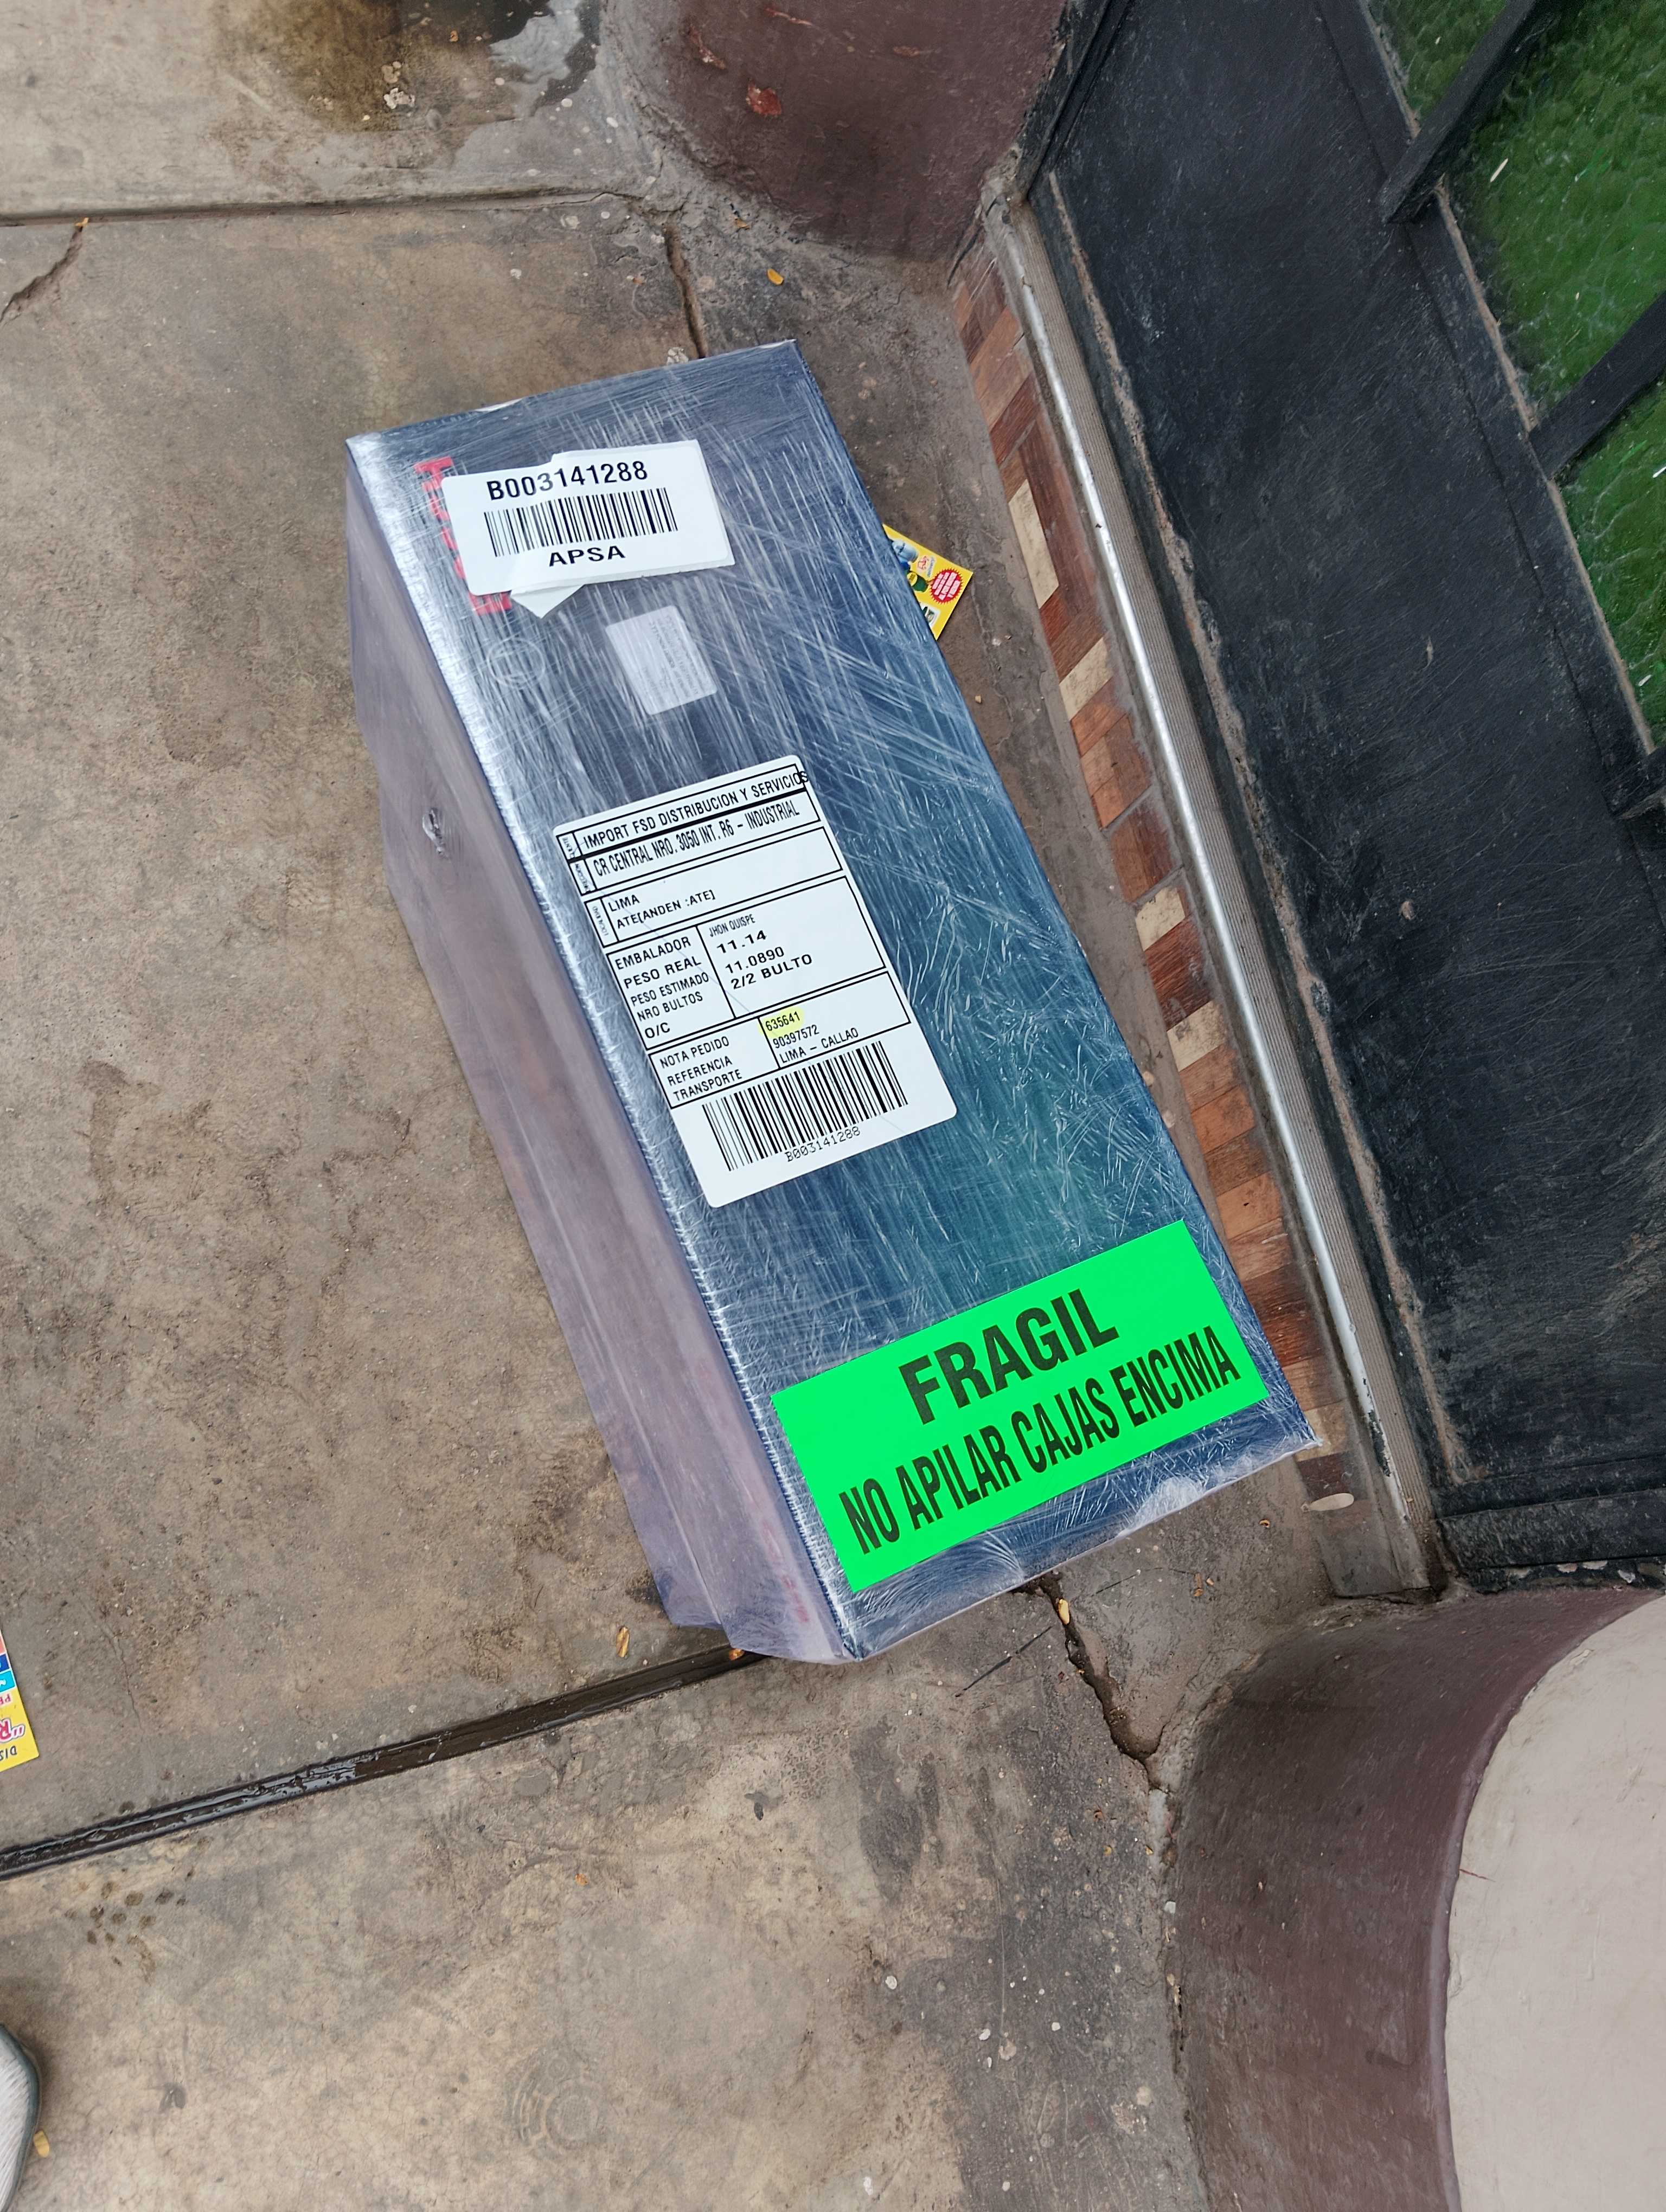 B003141288
APSA
IMPORT FSD DISTRIBUCION Y SERVICIOS
CR CENTRAL NRO. 3050 INT. R6 - INDUSTRIAL
LIMA
ATE[ANDEN :ATE]
EMBALADOR JHON QUISPE
PESO REAL 11.14
PESO ESTIMADO 11.0890
NRO BULTOS 2/2 BULTO
O/C
NOTA PEDIDO 635641
REFERENCIA 90397572
TRANSPORTE LIMA - CALLAO
B003141288
FRAGIL
NO APILAR CAJAS ENCIMA